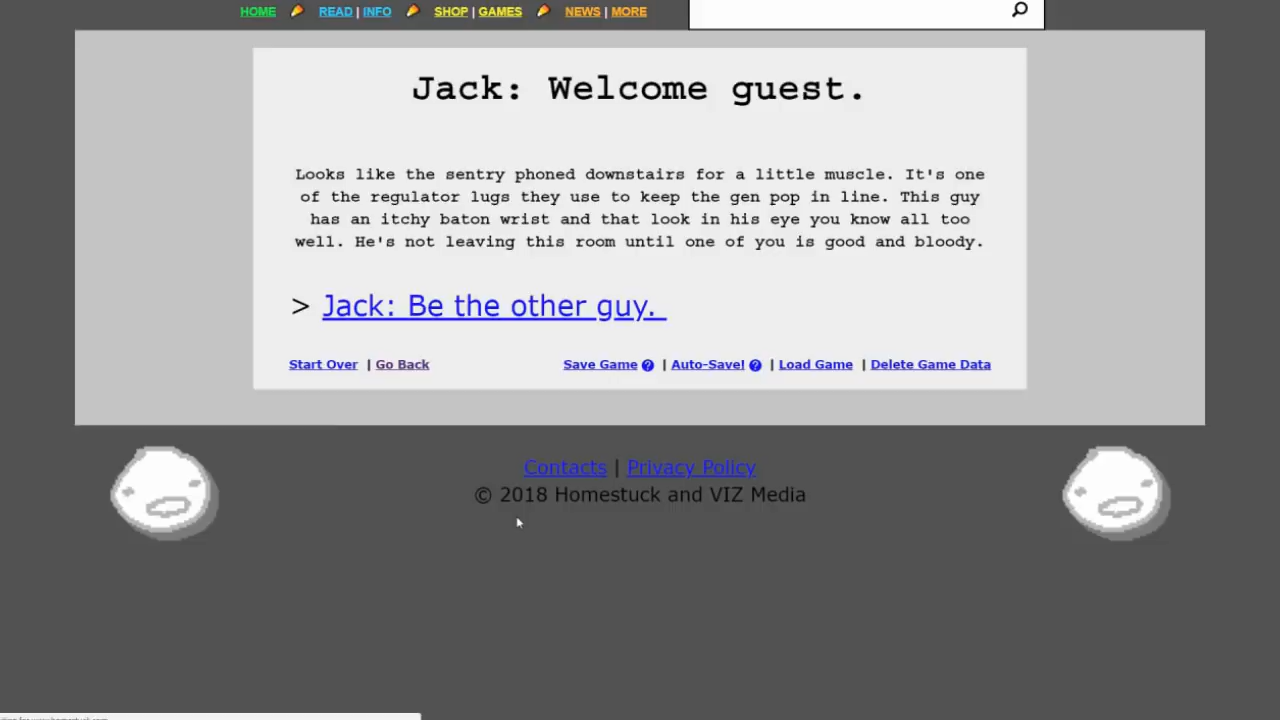 HOME READ | INFO SHOP | GAMES NEWS | MORE
Jack: Welcome guest.
Looks like the sentry phoned downstairs for a little muscle. It's one
of the regulator lugs they use to keep the gen pop in line. This guy
has an itchy baton wrist and that look in his eye you know all too
well. He's not leaving this room until one of you is good and bloody.
> Jack: Be the other guy.
Start Over | Go Back Save Game ? | Auto-Save! ? | Load Game | Delete Game Data
Contacts | Privacy Policy
© 2018 Homestuck and VIZ Media